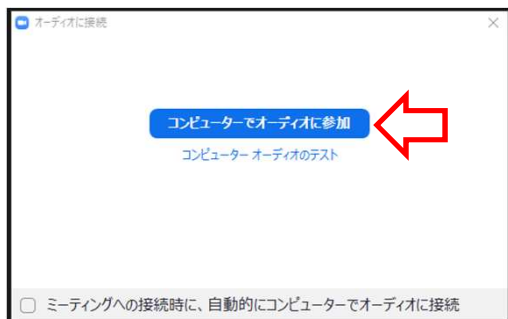 オーディオに接続
コンピューターでオーディオに参加
コンピューター オーディオのテスト
ミーティングへの接続時に、自動的にコンピューターでオーディオに接続